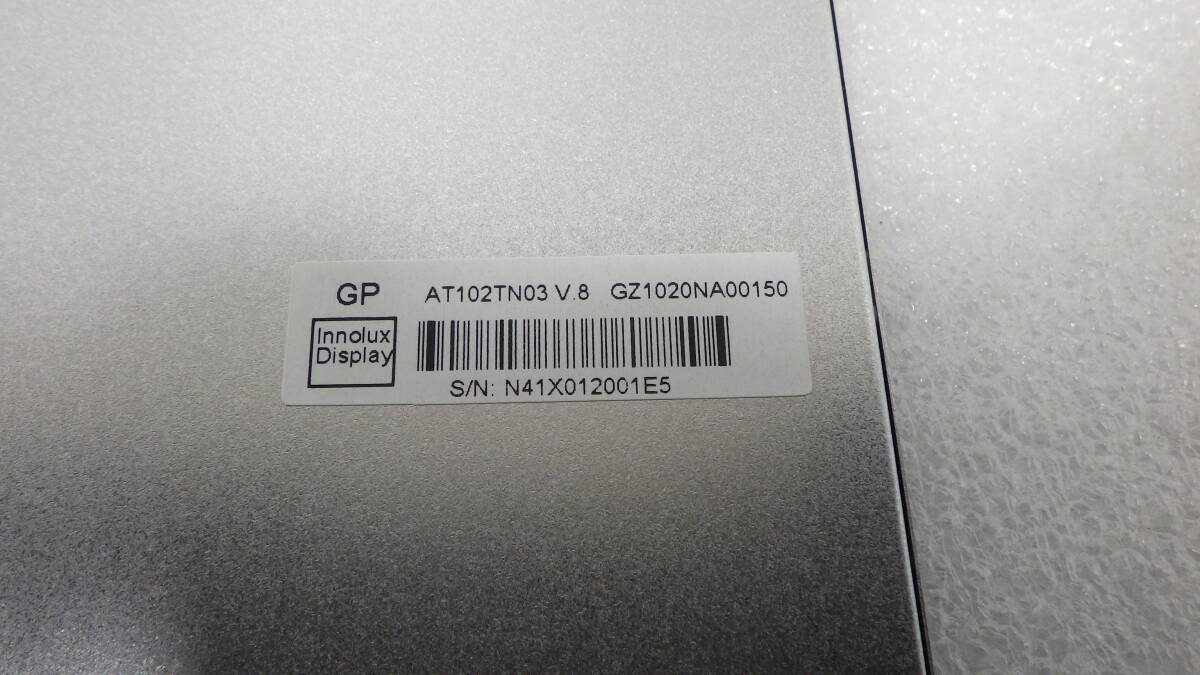 GP AT102TN03 V.8 GZ1020NA00150
Innolux
Display
S/N: N41X012001E5